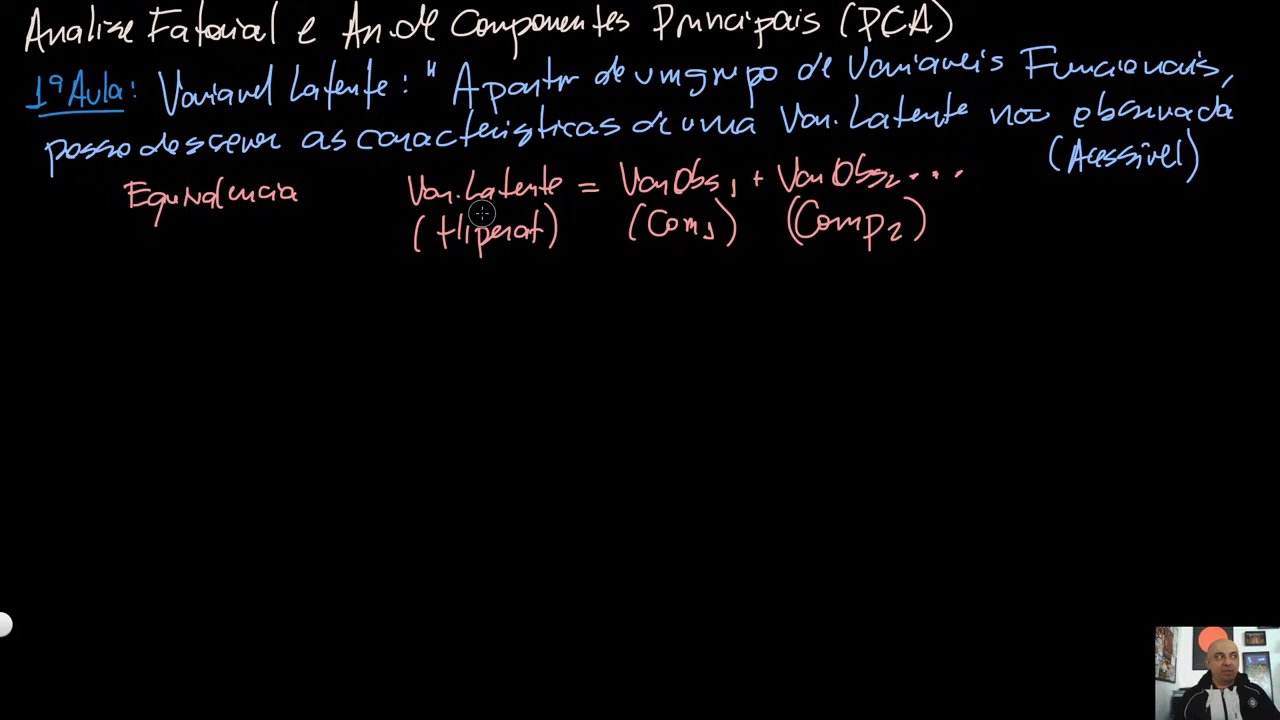 Analise Fatorial e An. de Componentes Principais (PCA)
1ª Aula: Variavel Latente: "A partir de um grupo de Variaveis Funcionais,
posso descrever as caracteristicas de uma Var. Latente não observada
(Acessivel)
Equivalencia Var. Latente = Var Obs1 + Var Obs2...
(Hiperat) (Com1) (Comp2)